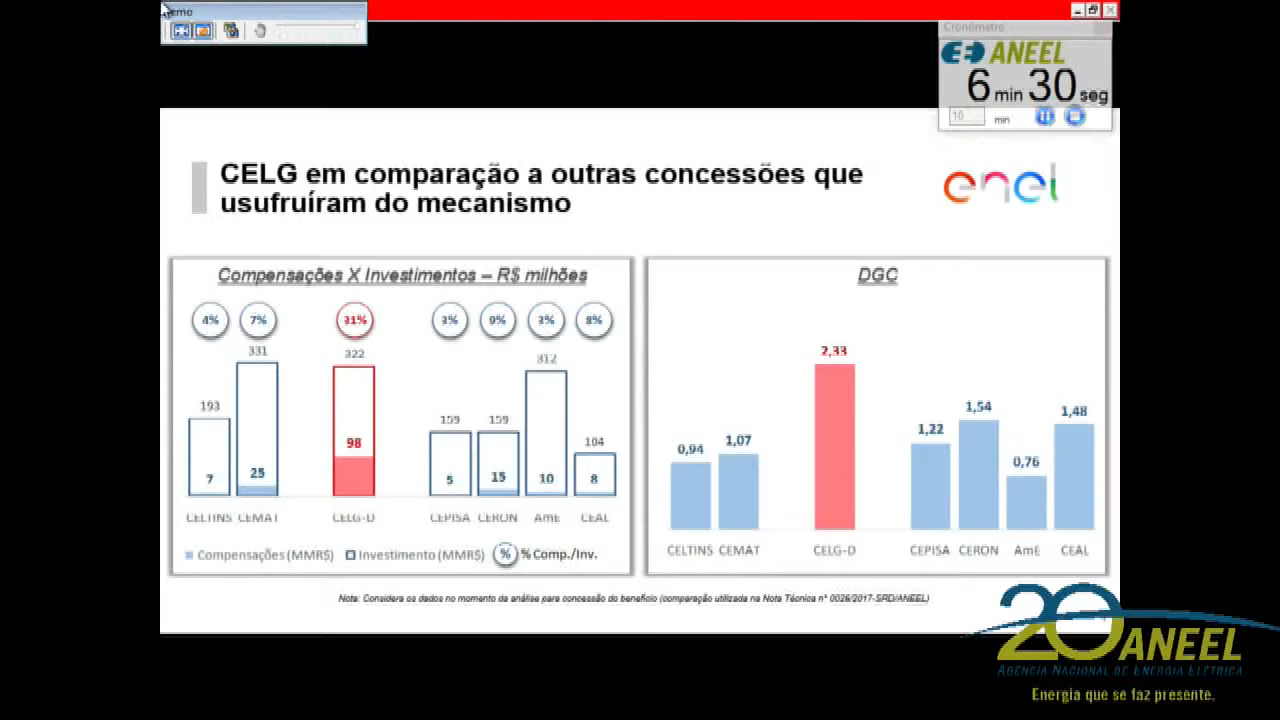 emo
Cronômetro
ANEEL
6 min 30 seg
10 min
CELG em comparação a outras concessões que
usufruíram do mecanismo
enel
Compensações X Investimentos – R$ milhões
4% 7% 31% 3% 9% 3% 8%
193 331 322 159 159 312 104
7 25 98 5 15 10 8
CELTINS CEMAT CELG-D CEPISA CERON AmE CEAL
Compensações (MMR$) Investimento (MMR$) % % Comp./Inv.
DGC
0,94 1,07 2,33 1,22 1,54 0,76 1,48
CELTINS CEMAT CELG-D CEPISA CERON AmE CEAL
Nota: Considera os dados no momento da análise para concessão do benefício (comparação utilizada na Nota Técnica n° 0026/2017-SRD/ANEEL)
20 ANEEL
AGÊNCIA NACIONAL DE ENERGIA ELÉTRICA
Energia que se faz presente.